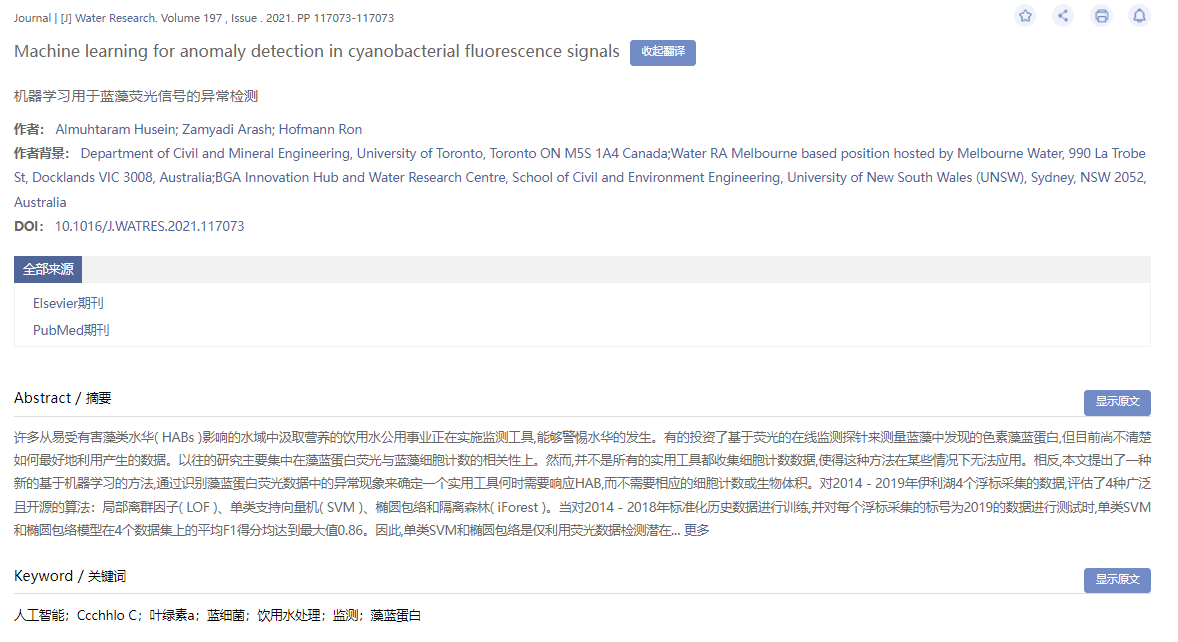 Journal | [J] Water Research. Volume 197 , Issue . 2021. PP 117073-117073
Machine learning for anomaly detection in cyanobacterial fluorescence signals 收起翻译
机器学习用于蓝藻荧光信号的异常检测
作者： Almuhtaram Husein; Zamyadi Arash; Hofmann Ron
作者背景： Department of Civil and Mineral Engineering, University of Toronto, Toronto ON M5S 1A4 Canada;Water RA Melbourne based position hosted by Melbourne Water, 990 La Trobe
St, Docklands VIC 3008, Australia;BGA Innovation Hub and Water Research Centre, School of Civil and Environment Engineering, University of New South Wales (UNSW), Sydney, NSW 2052,
Australia
DOI： 10.1016/J.WATRES.2021.117073
全部来源
Elsevier期刊
PubMed期刊
Abstract / 摘要
显示原文
许多从易受有害藻类水华( HABs )影响的水域中汲取营养的饮用水公用事业正在实施监测工具,能够警惕水华的发生。有的投资了基于荧光的在线监测探针来测量蓝藻中发现的色素藻蓝蛋白,但目前尚不清楚
如何最好地利用产生的数据。以往的研究主要集中在藻蓝蛋白荧光与蓝藻细胞计数的相关性上。然而,并不是所有的实用工具都收集细胞计数数据,使得这种方法在某些情况下无法应用。相反,本文提出了一种
新的基于机器学习的方法,通过识别藻蓝蛋白荧光数据中的异常现象来确定一个实用工具何时需要响应HAB,而不需要相应的细胞计数或生物体积。对2014 - 2019年伊利湖4个浮标采集的数据,评估了4种广泛
且开源的算法：局部离群因子( LOF )、单类支持向量机( SVM )、椭圆包络和隔离森林( iForest )。当对2014 - 2018年标准化历史数据进行训练,并对每个浮标采集的标号为2019的数据进行测试时,单类SVM
和椭圆包络模型在4个数据集上的平均F1得分均达到最大值0.86。因此,单类SVM和椭圆包络是仅利用荧光数据检测潜在... 更多
Keyword / 关键词
显示原文
人工智能；Ccchhlo C；叶绿素a；蓝细菌；饮用水处理；监测；藻蓝蛋白